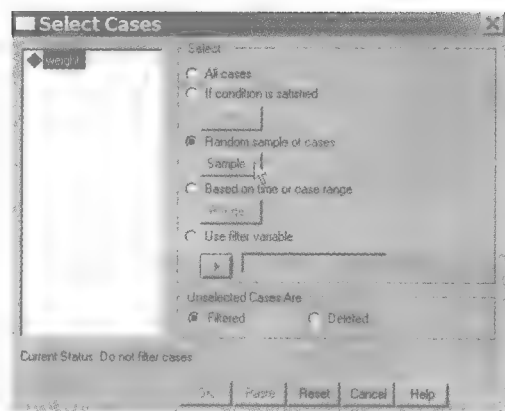 Select Cases
weight
Select
All cases
If condition is satisfied
Random sample of cases
Sample
Based on time or case range
Use filter variable
Unselected Cases Are
Filtered
Deleted
Current Status: Do not filter cases
Paste
Reset
Cancel
Help